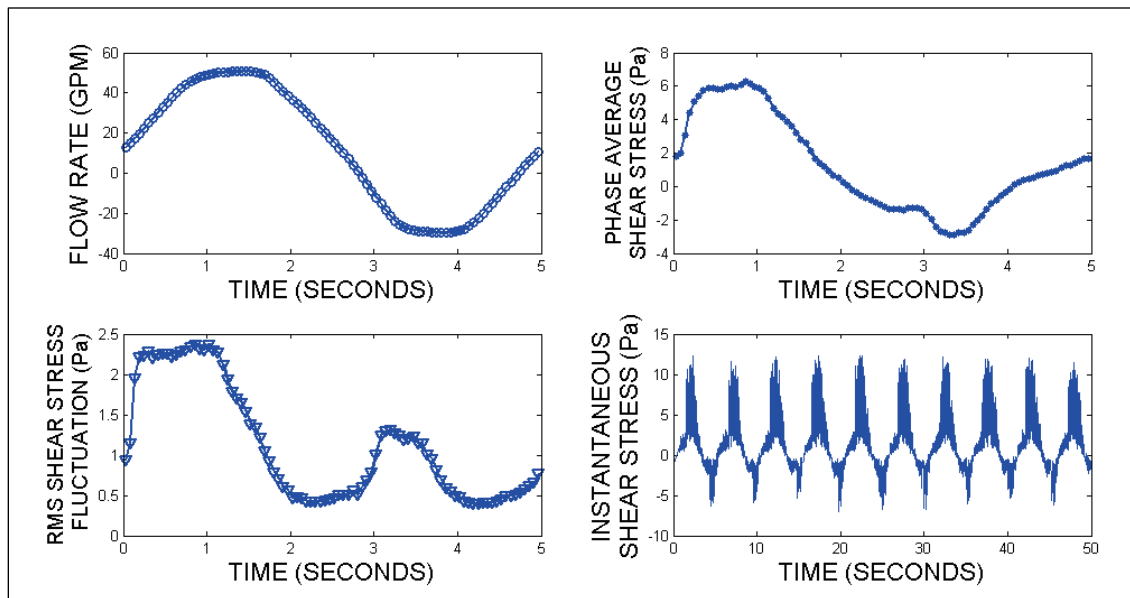 FLOW RATE (GPM)
60
40
20
0
-20
-40
0 1 2 3 4 5
TIME (SECONDS)
PHASE AVERAGE
SHEAR STRESS (Pa)
8
6
4
2
0
-2
-4
0 1 2 3 4 5
TIME (SECONDS)
RMS SHEAR STRESS
FLUCTUATION (Pa)
2.5
2
1.5
1
0.5
0
0 1 2 3 4 5
TIME (SECONDS)
INSTANTANEOUS
SHEAR STRESS (Pa)
15
10
5
0
-5
-10
0 10 20 30 40 50
TIME (SECONDS)